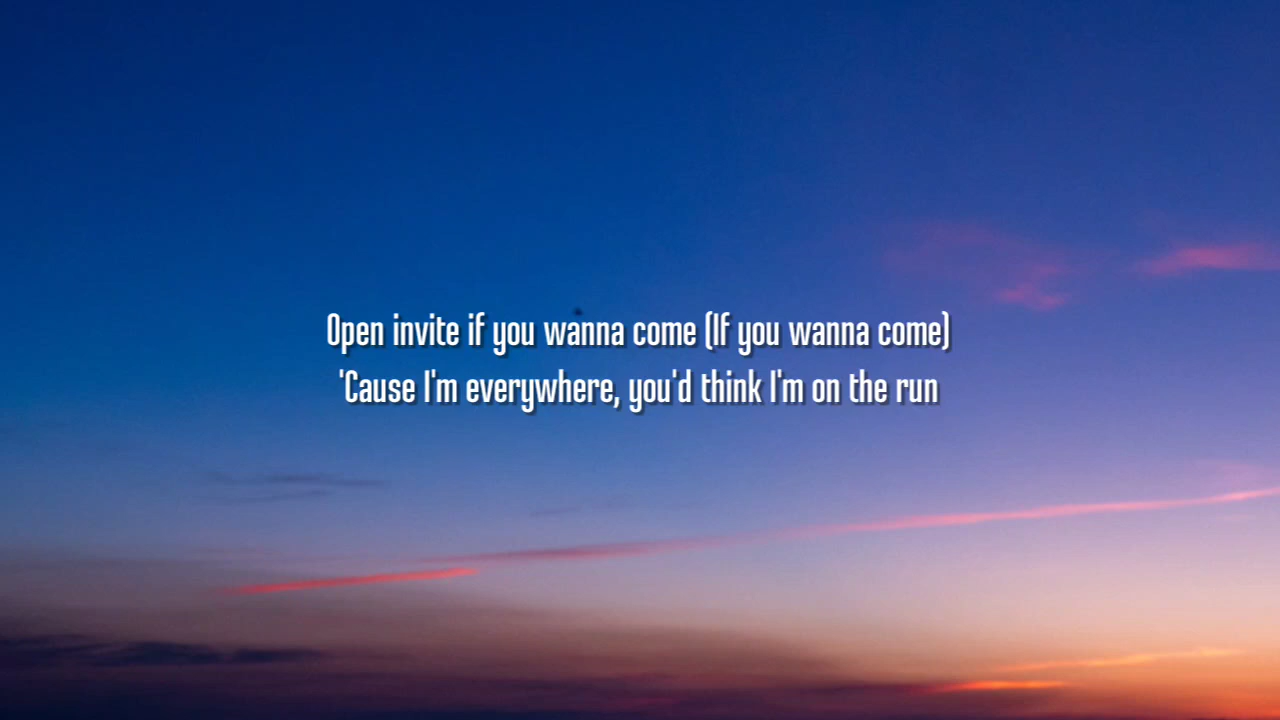 Open invite if you wanna come (If you wanna come)
'Cause I'm everywhere, you'd think I'm on the run